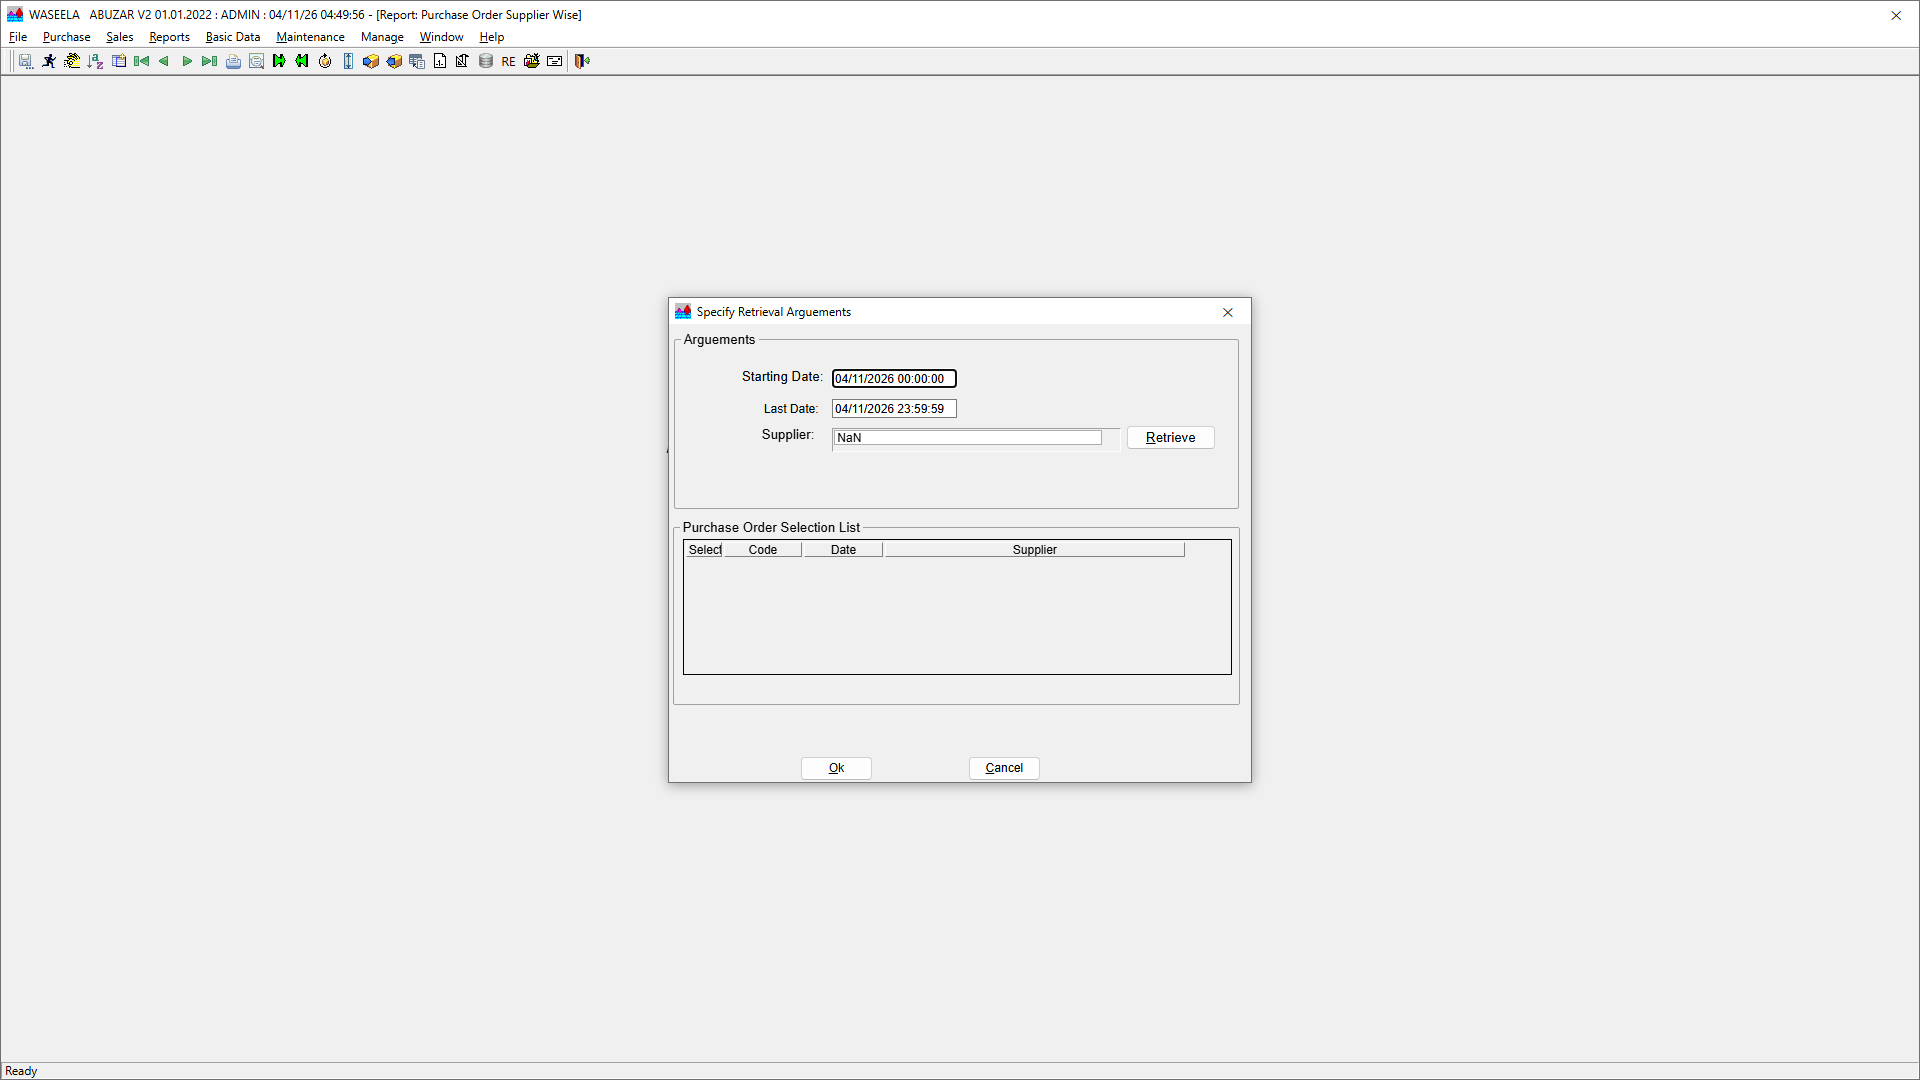 WASEELA   ABUZAR V2 01.01.2022 : ADMIN : 04/11/26 04:49:56 - [Report: Purchase Order Supplier Wise]
File Purchase Sales Reports Basic Data Maintenance Manage Window Help
RE
Specify Retrieval Arguements
Arguements
Starting Date: 04/11/2026 00:00:00
Last Date: 04/11/2026 23:59:59
Supplier: NaN Retrieve
Purchase Order Selection List
Select Code Date Supplier
Ok Cancel
Ready